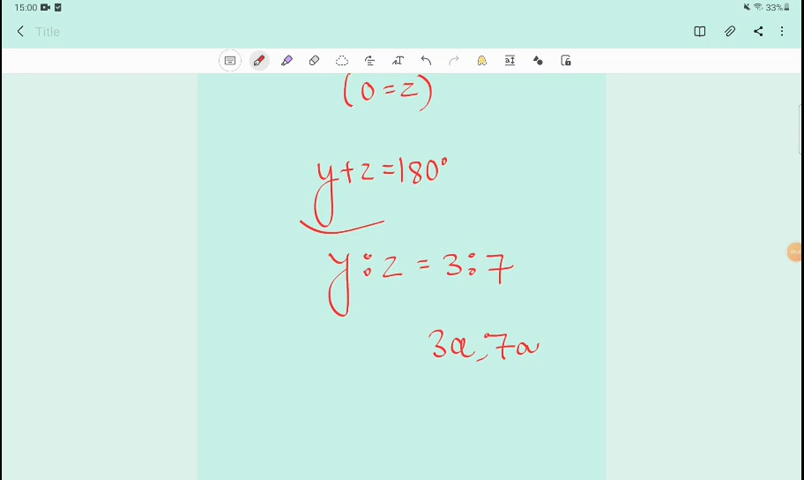 15:00 33%
Title
(0=z)
y+z=180°
y:z=3:7
3a, 7a